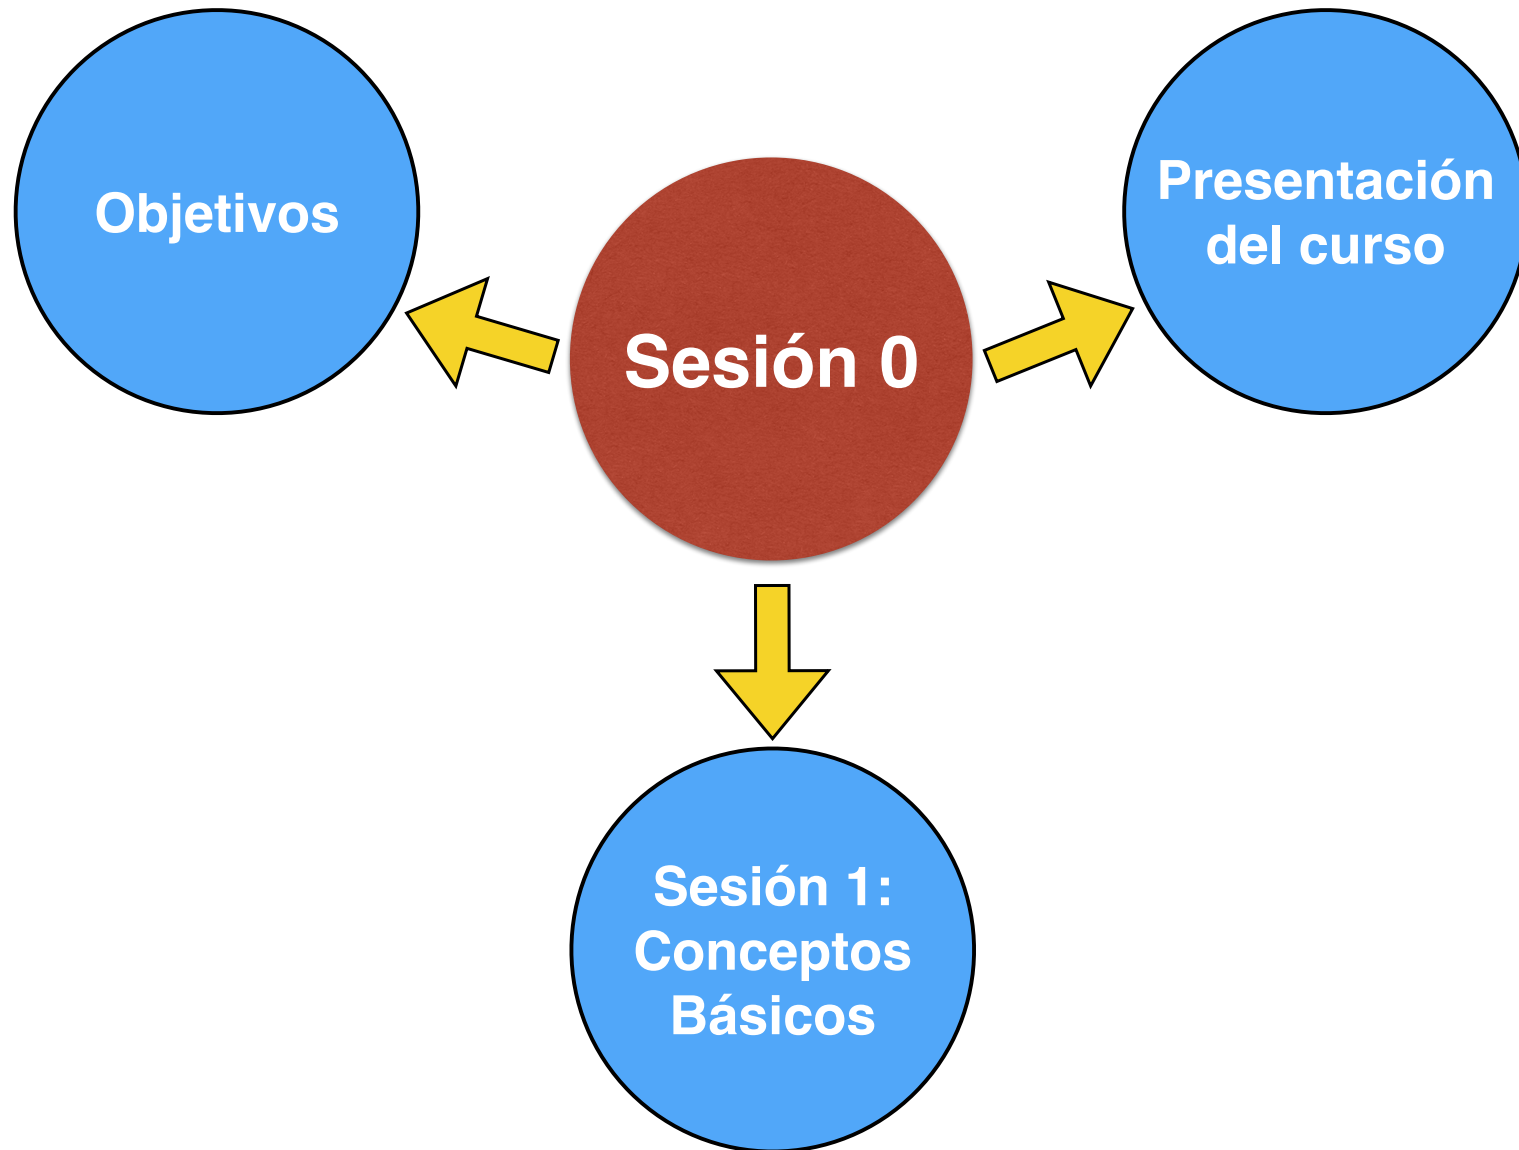 Objetivos
Presentación
del curso
Sesión 0
Sesión 1:
Conceptos
Básicos